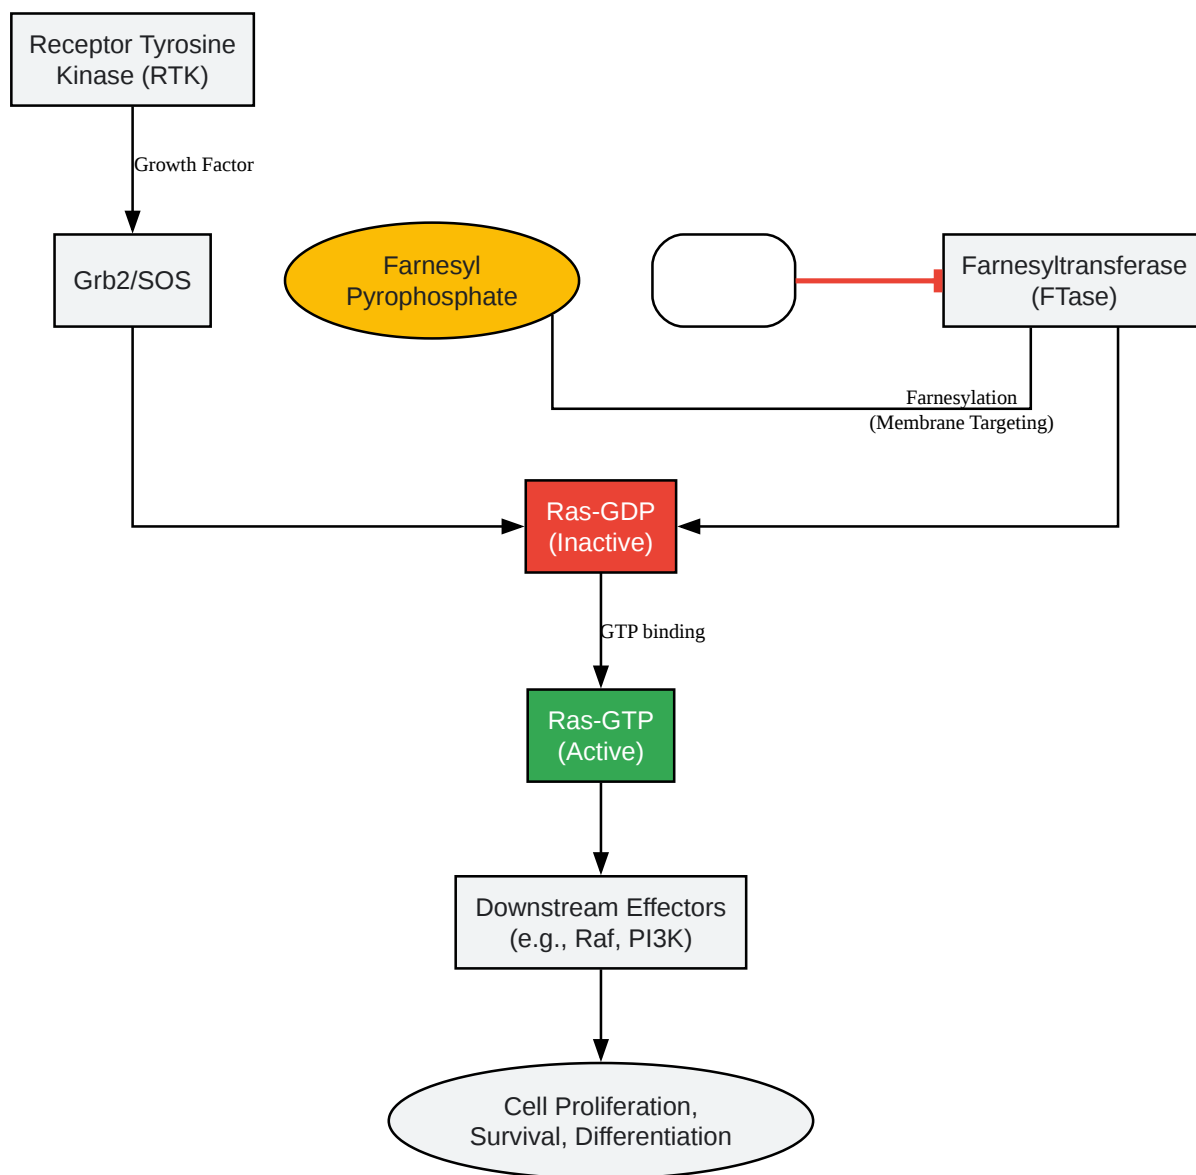 Receptor Tyrosine
Kinase (RTK)
Growth Factor
Grb2/SOS
Farnesyl
Pyrophosphate
Farnesyltransferase
(FTase)
Farnesylation
(Membrane Targeting)
Ras-GDP
(Inactive)
GTP binding
Ras-GTP
(Active)
Downstream Effectors
(e.g., Raf, PI3K)
Cell Proliferation,
Survival, Differentiation